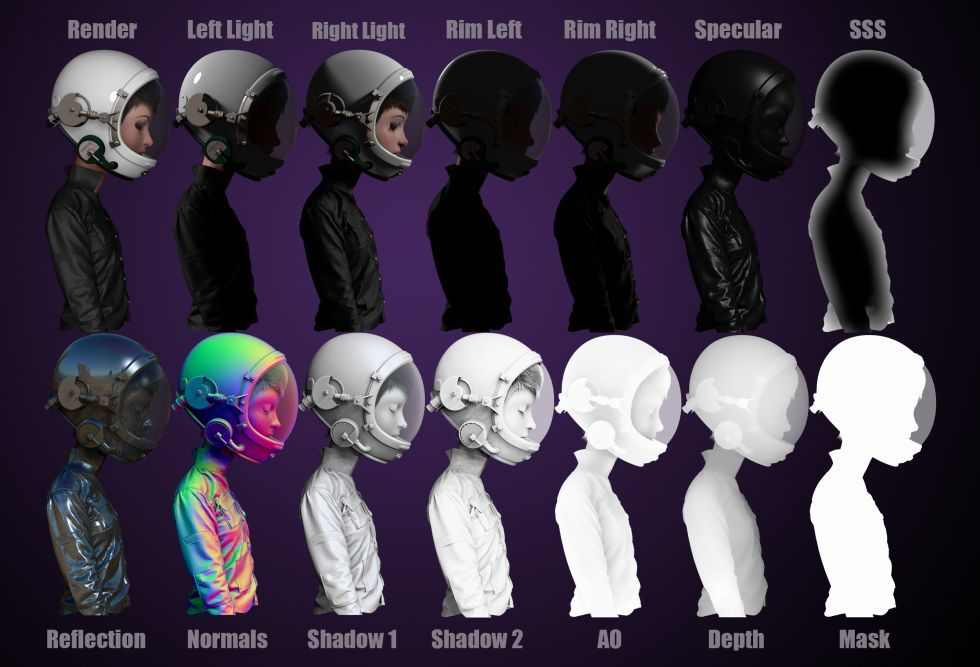 Render Left Light Right Light Rim Left Rim Right Specular SSS
Reflection Normals Shadow 1 Shadow 2 AO Depth Mask